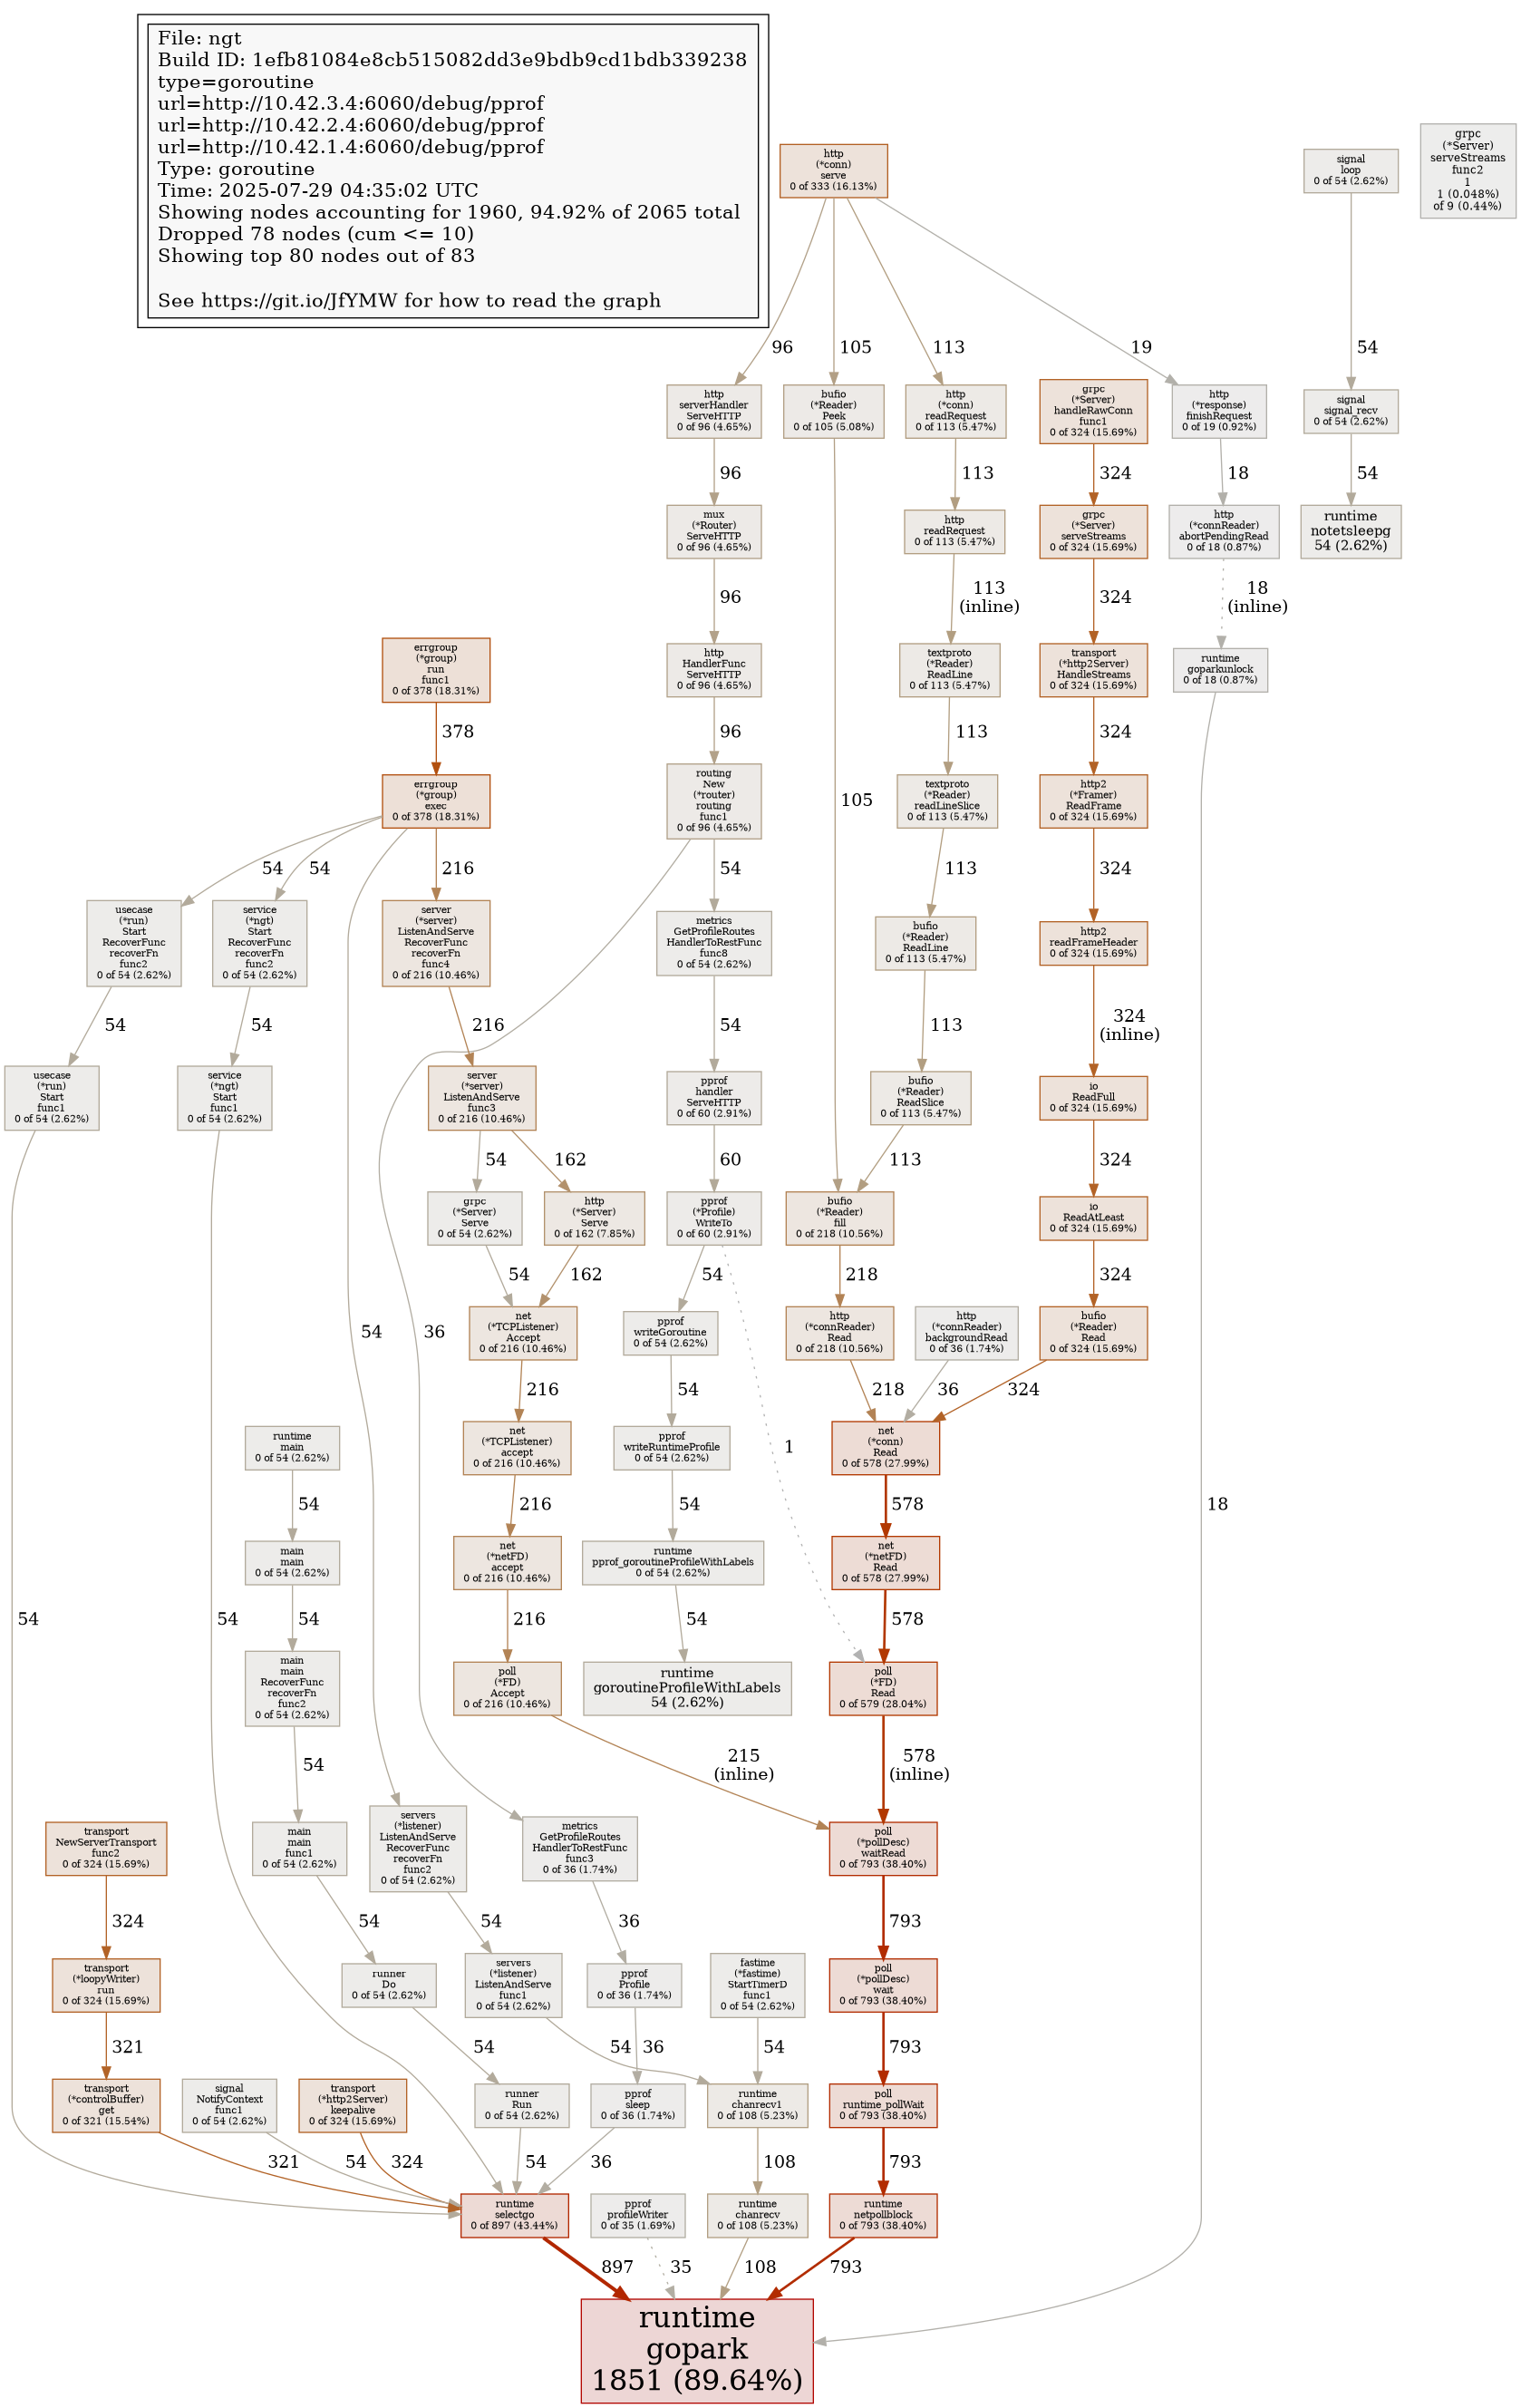 File: ngt
Build ID: 1efb81084e8cb515082dd3e9bdb9cd1bdb339238
type=goroutine
url=http://10.42.3.4:6060/debug/pprof
url=http://10.42.2.4:6060/debug/pprof
url=http://10.42.1.4:6060/debug/pprof
Type: goroutine
Time: 2025-07-29 04:35:02 UTC
Showing nodes accounting for 1960, 94.92% of 2065 total
Dropped 78 nodes (cum <= 10)
Showing top 80 nodes out of 83
See https://git.io/JfYMW for how to read the graph
http
(*conn)
serve
0 of 333 (16.13%)
signal
loop
0 of 54 (2.62%)
grpc
(*Server)
serveStreams
func2
1
1 (0.048%)
of 9 (0.44%)
96
105
113
19
54
http
serverHandler
ServeHTTP
0 of 96 (4.65%)
bufio
(*Reader)
Peek
0 of 105 (5.08%)
http
(*conn)
readRequest
0 of 113 (5.47%)
grpc
(*Server)
handleRawConn
func1
0 of 324 (15.69%)
http
(*response)
finishRequest
0 of 19 (0.92%)
signal
signal_recv
0 of 54 (2.62%)
96
113
324
18
54
mux
(*Router)
ServeHTTP
0 of 96 (4.65%)
http
readRequest
0 of 113 (5.47%)
grpc
(*Server)
serveStreams
0 of 324 (15.69%)
http
(*connReader)
abortPendingRead
0 of 18 (0.87%)
runtime
notetsleepg
54 (2.62%)
96
113
(inline)
324
18
(inline)
errgroup
(*group)
run
func1
0 of 378 (18.31%)
http
HandlerFunc
ServeHTTP
0 of 96 (4.65%)
textproto
(*Reader)
ReadLine
0 of 113 (5.47%)
transport
(*http2Server)
HandleStreams
0 of 324 (15.69%)
runtime
goparkunlock
0 of 18 (0.87%)
378
96
113
324
errgroup
(*group)
exec
0 of 378 (18.31%)
routing
New
(*router)
routing
func1
0 of 96 (4.65%)
105
textproto
(*Reader)
readLineSlice
0 of 113 (5.47%)
http2
(*Framer)
ReadFrame
0 of 324 (15.69%)
54
54
216
54
113
324
usecase
(*run)
Start
RecoverFunc
recoverFn
func2
0 of 54 (2.62%)
service
(*ngt)
Start
RecoverFunc
recoverFn
func2
0 of 54 (2.62%)
server
(*server)
ListenAndServe
RecoverFunc
recoverFn
func4
0 of 216 (10.46%)
metrics
GetProfileRoutes
HandlerToRestFunc
func8
0 of 54 (2.62%)
bufio
(*Reader)
ReadLine
0 of 113 (5.47%)
http2
readFrameHeader
0 of 324 (15.69%)
54
54
216
54
113
324
(inline)
usecase
(*run)
Start
func1
0 of 54 (2.62%)
service
(*ngt)
Start
func1
0 of 54 (2.62%)
server
(*server)
ListenAndServe
func3
0 of 216 (10.46%)
pprof
handler
ServeHTTP
0 of 60 (2.91%)
bufio
(*Reader)
ReadSlice
0 of 113 (5.47%)
io
ReadFull
0 of 324 (15.69%)
54
162
60
113
324
grpc
(*Server)
Serve
0 of 54 (2.62%)
http
(*Server)
Serve
0 of 162 (7.85%)
pprof
(*Profile)
WriteTo
0 of 60 (2.91%)
bufio
(*Reader)
fill
0 of 218 (10.56%)
io
ReadAtLeast
0 of 324 (15.69%)
54
162
54
218
324
54
36
net
(*TCPListener)
Accept
0 of 216 (10.46%)
pprof
writeGoroutine
0 of 54 (2.62%)
http
(*connReader)
Read
0 of 218 (10.56%)
http
(*connReader)
backgroundRead
0 of 36 (1.74%)
bufio
(*Reader)
Read
0 of 324 (15.69%)
216
54
218
36
324
runtime
main
0 of 54 (2.62%)
net
(*TCPListener)
accept
0 of 216 (10.46%)
pprof
writeRuntimeProfile
0 of 54 (2.62%)
1
net
(*conn)
Read
0 of 578 (27.99%)
54
216
54
578
18
main
main
0 of 54 (2.62%)
net
(*netFD)
accept
0 of 216 (10.46%)
runtime
pprof_goroutineProfileWithLabels
0 of 54 (2.62%)
net
(*netFD)
Read
0 of 578 (27.99%)
54
54
54
216
54
578
main
main
RecoverFunc
recoverFn
func2
0 of 54 (2.62%)
poll
(*FD)
Accept
0 of 216 (10.46%)
runtime
goroutineProfileWithLabels
54 (2.62%)
poll
(*FD)
Read
0 of 579 (28.04%)
54
215
(inline)
578
(inline)
transport
NewServerTransport
func2
0 of 324 (15.69%)
main
main
func1
0 of 54 (2.62%)
servers
(*listener)
ListenAndServe
RecoverFunc
recoverFn
func2
0 of 54 (2.62%)
metrics
GetProfileRoutes
HandlerToRestFunc
func3
0 of 36 (1.74%)
poll
(*pollDesc)
waitRead
0 of 793 (38.40%)
324
54
54
36
793
transport
(*loopyWriter)
run
0 of 324 (15.69%)
runner
Do
0 of 54 (2.62%)
servers
(*listener)
ListenAndServe
func1
0 of 54 (2.62%)
pprof
Profile
0 of 36 (1.74%)
fastime
(*fastime)
StartTimerD
func1
0 of 54 (2.62%)
poll
(*pollDesc)
wait
0 of 793 (38.40%)
321
54
54
36
54
793
transport
(*controlBuffer)
get
0 of 321 (15.54%)
signal
NotifyContext
func1
0 of 54 (2.62%)
transport
(*http2Server)
keepalive
0 of 324 (15.69%)
runner
Run
0 of 54 (2.62%)
pprof
sleep
0 of 36 (1.74%)
runtime
chanrecv1
0 of 108 (5.23%)
poll
runtime_pollWait
0 of 793 (38.40%)
321
54
324
54
36
108
793
runtime
selectgo
0 of 897 (43.44%)
pprof
profileWriter
0 of 35 (1.69%)
runtime
chanrecv
0 of 108 (5.23%)
runtime
netpollblock
0 of 793 (38.40%)
897
35
108
793
runtime
gopark
1851 (89.64%)